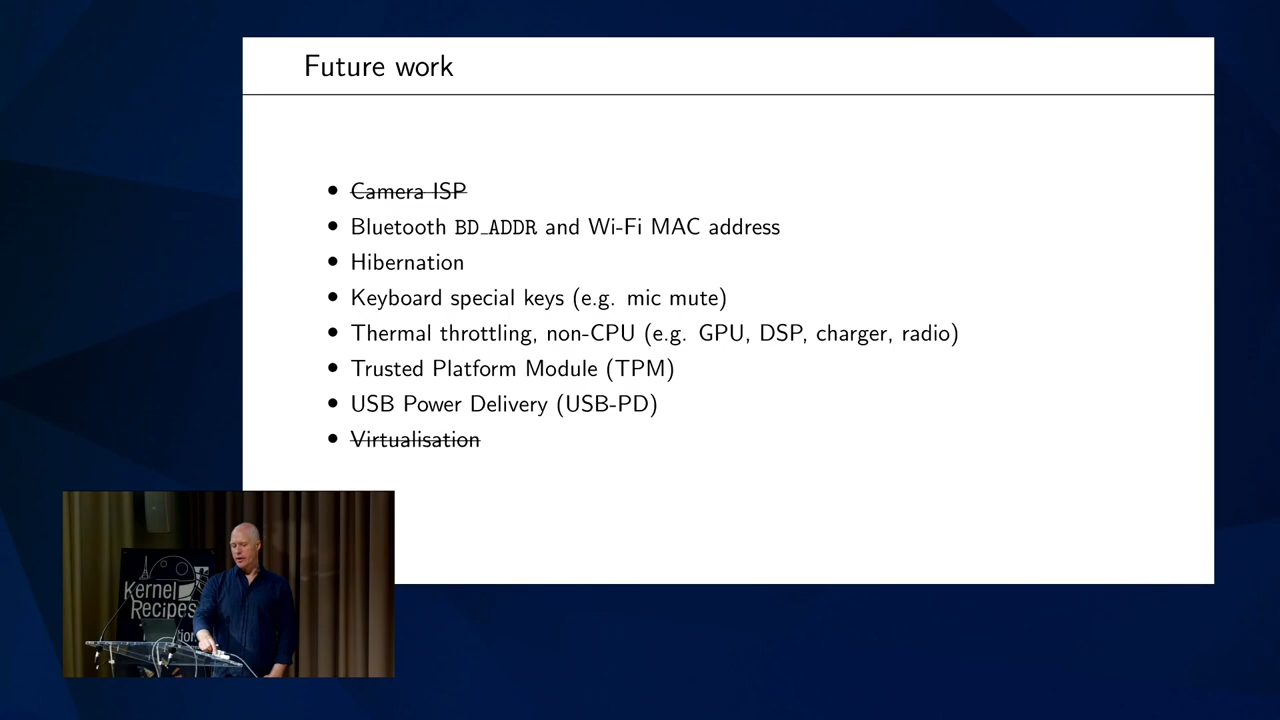 Future work
• Camera ISP
• Bluetooth BD_ADDR and Wi-Fi MAC address
• Hibernation
• Keyboard special keys (e.g. mic mute)
• Thermal throttling, non-CPU (e.g. GPU, DSP, charger, radio)
• Trusted Platform Module (TPM)
• USB Power Delivery (USB-PD)
• Virtualisation
Kernel
Recipes